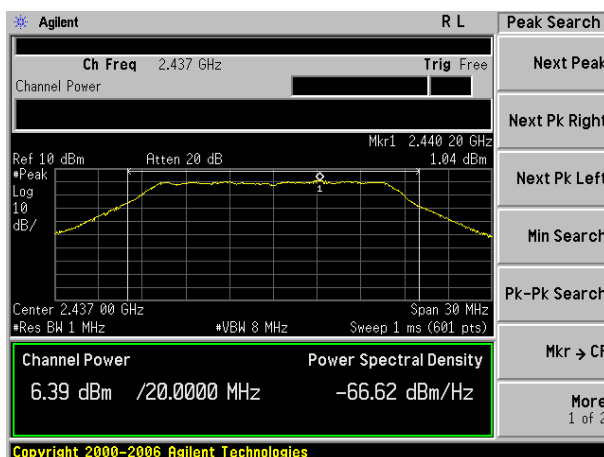 Agilent R L Peak Search
Ch Freq 2.437 GHz Trig Free
Channel Power
Next Peak
Next Pk Right
Mkr1 2.440 20 GHz
Ref 10 dBm Atten 20 dB 1.04 dBm
#Peak
Log
10
dB/
1
Next Pk Left
Min Search
Center 2.437 00 GHz Span 30 MHz
#Res BW 1 MHz #VBW 8 MHz Sweep 1 ms (601 pts)
Pk-Pk Search
Channel Power Power Spectral Density
6.39 dBm /20.0000 MHz -66.62 dBm/Hz
Mkr → CF
More
1 of 2
Copyright 2000-2006 Agilent Technologies